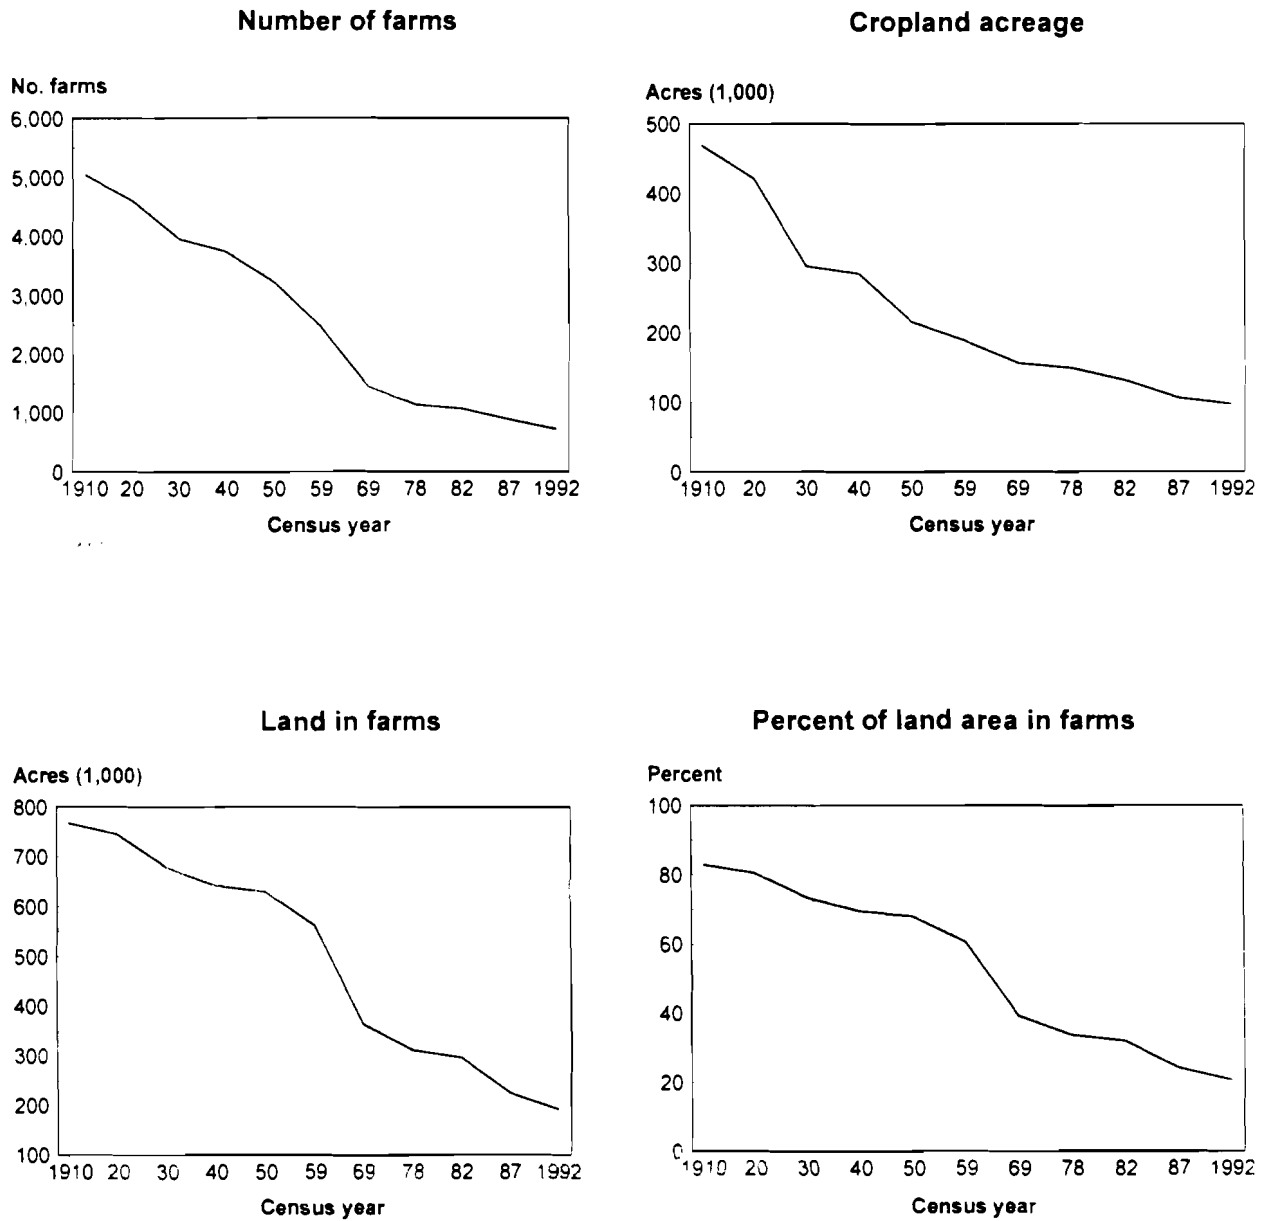 Number of farms
No. farms
6,000
5,000
4,000
3,000
2,000
1,000
0
1910 20 30 40 50 59 69 78 82 87 1992
Census year
Cropland acreage
Acres (1,000)
500
400
300
200
100
0
1910 20 30 40 50 59 69 78 82 87 1992
Census year
Land in farms
Acres (1,000)
800
700
600
500
400
300
200
100
1910 20 30 40 50 59 69 78 82 87 1992
Census year
Percent of land area in farms
Percent
100
80
60
40
20
0
1910 20 30 40 50 59 69 78 82 87 1992
Census year